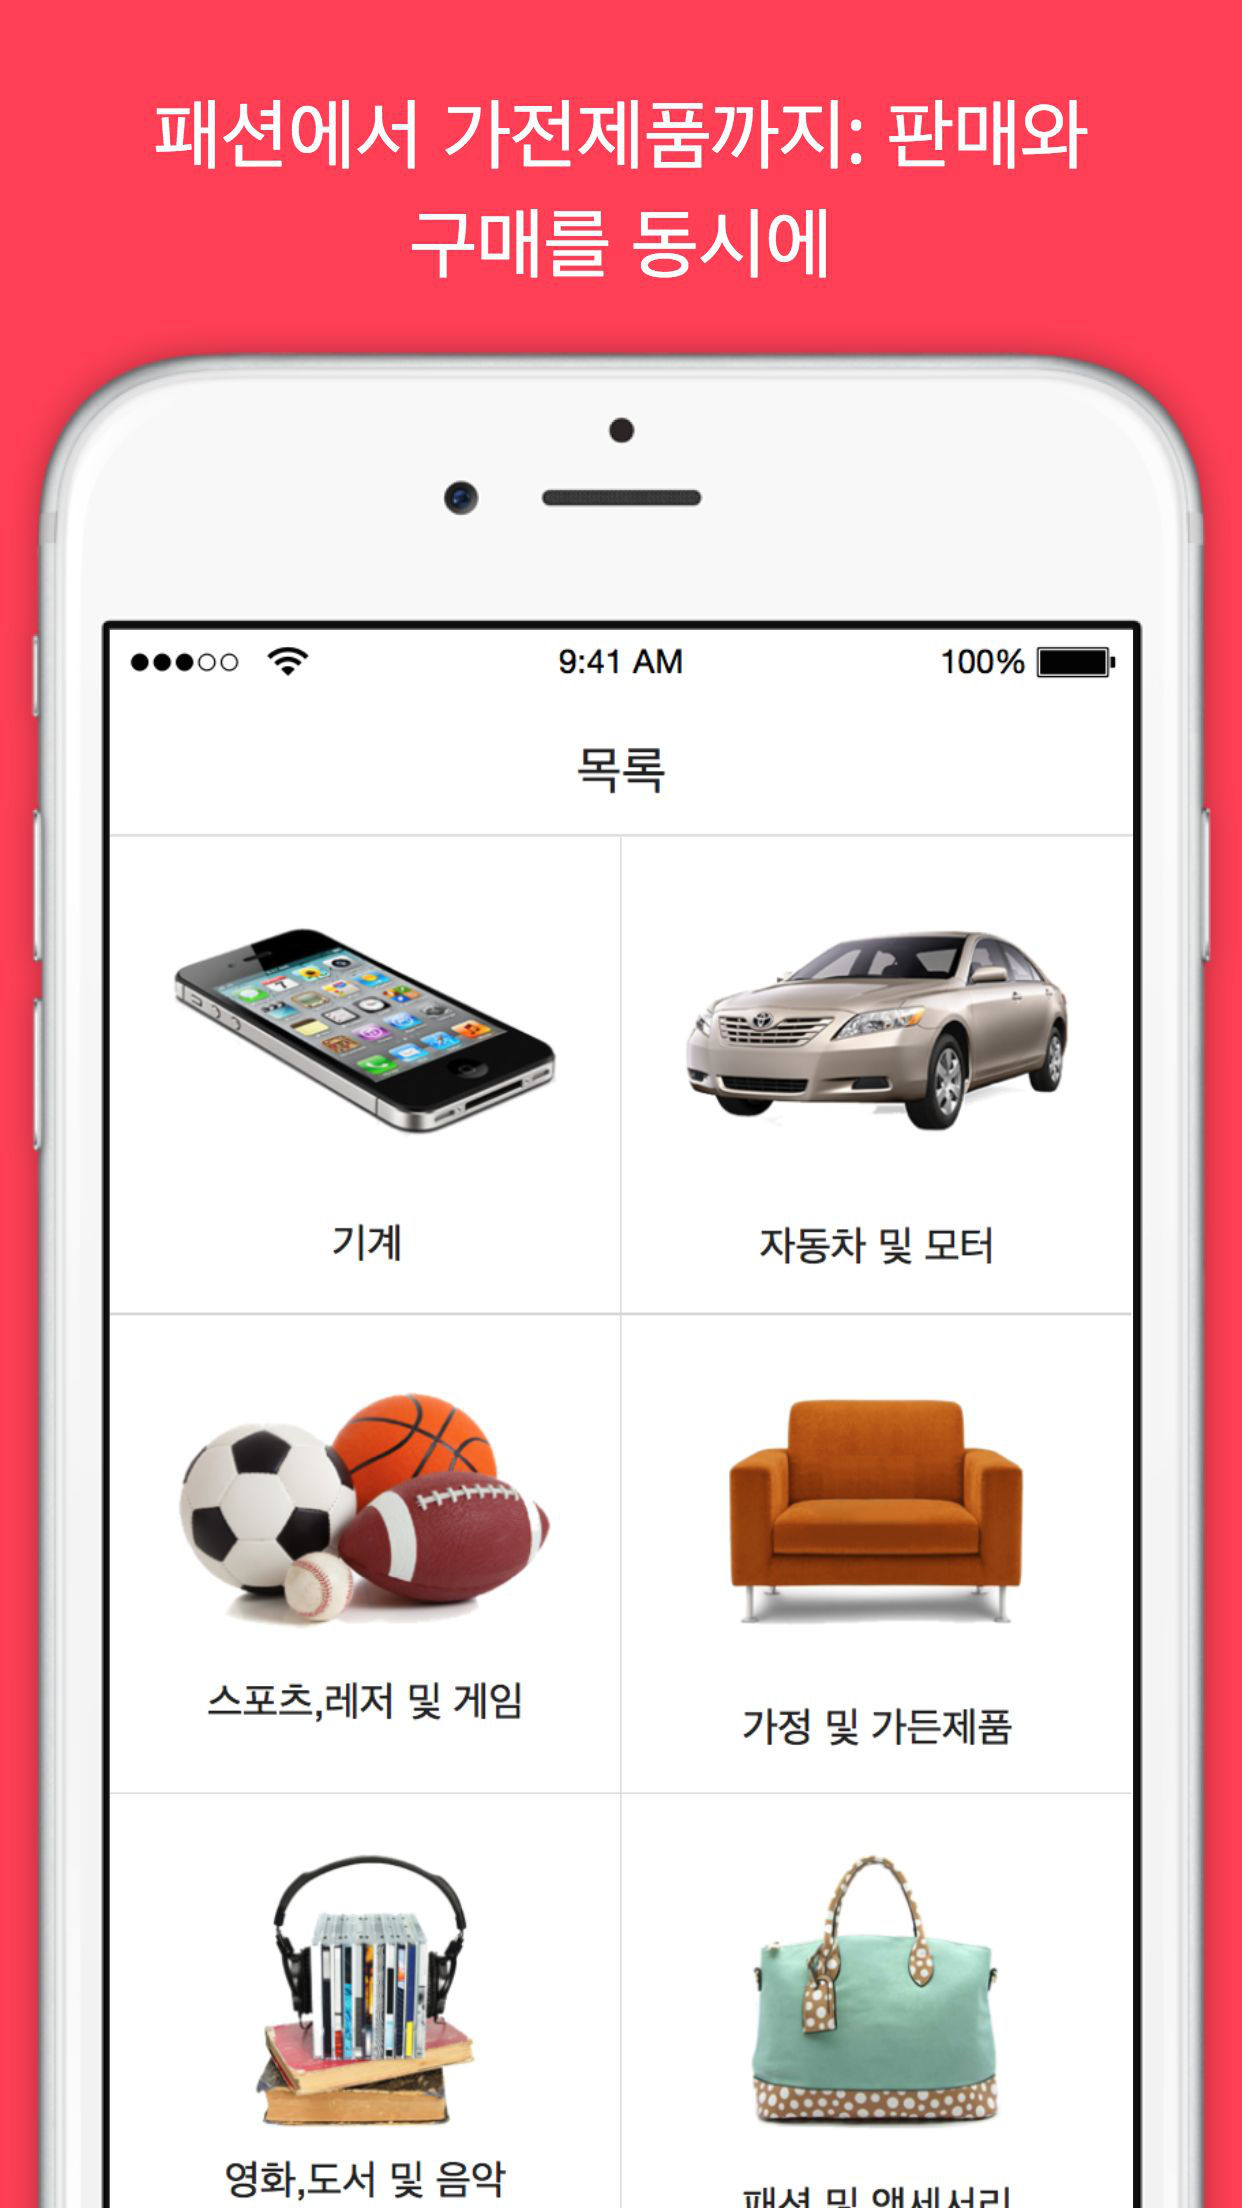 패션에서 가전제품까지: 판매와
구매를 동시에
9:41 AM
100%
목록
기계
자동차 및 모터
스포츠,레저 및 게임
가정 및 가든제품
영화,도서 및 음악
패션 및 액세서리